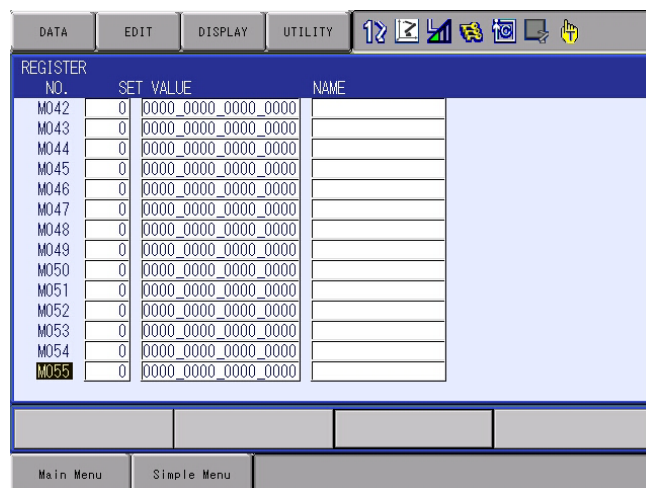 DATA EDIT DISPLAY UTILITY
REGISTER
NO. SET VALUE NAME
M042 0 0000_0000_0000_0000
M043 0 0000_0000_0000_0000
M044 0 0000_0000_0000_0000
M045 0 0000_0000_0000_0000
M046 0 0000_0000_0000_0000
M047 0 0000_0000_0000_0000
M048 0 0000_0000_0000_0000
M049 0 0000_0000_0000_0000
M050 0 0000_0000_0000_0000
M051 0 0000_0000_0000_0000
M052 0 0000_0000_0000_0000
M053 0 0000_0000_0000_0000
M054 0 0000_0000_0000_0000
M055 0 0000_0000_0000_0000
Main Menu Simple Menu